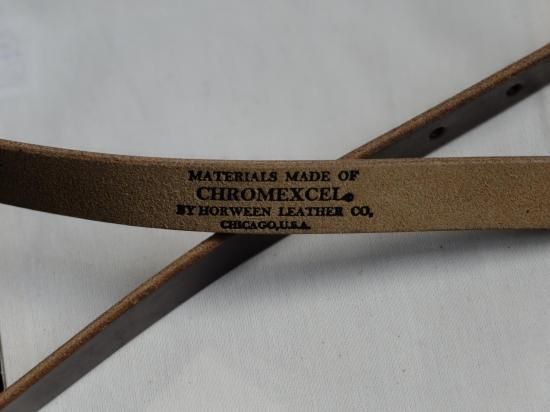 MATERIALS MADE OF
CHROMEXCEL®
BY HORWEEN LEATHER CO,
CHICAGO,U.S.A.